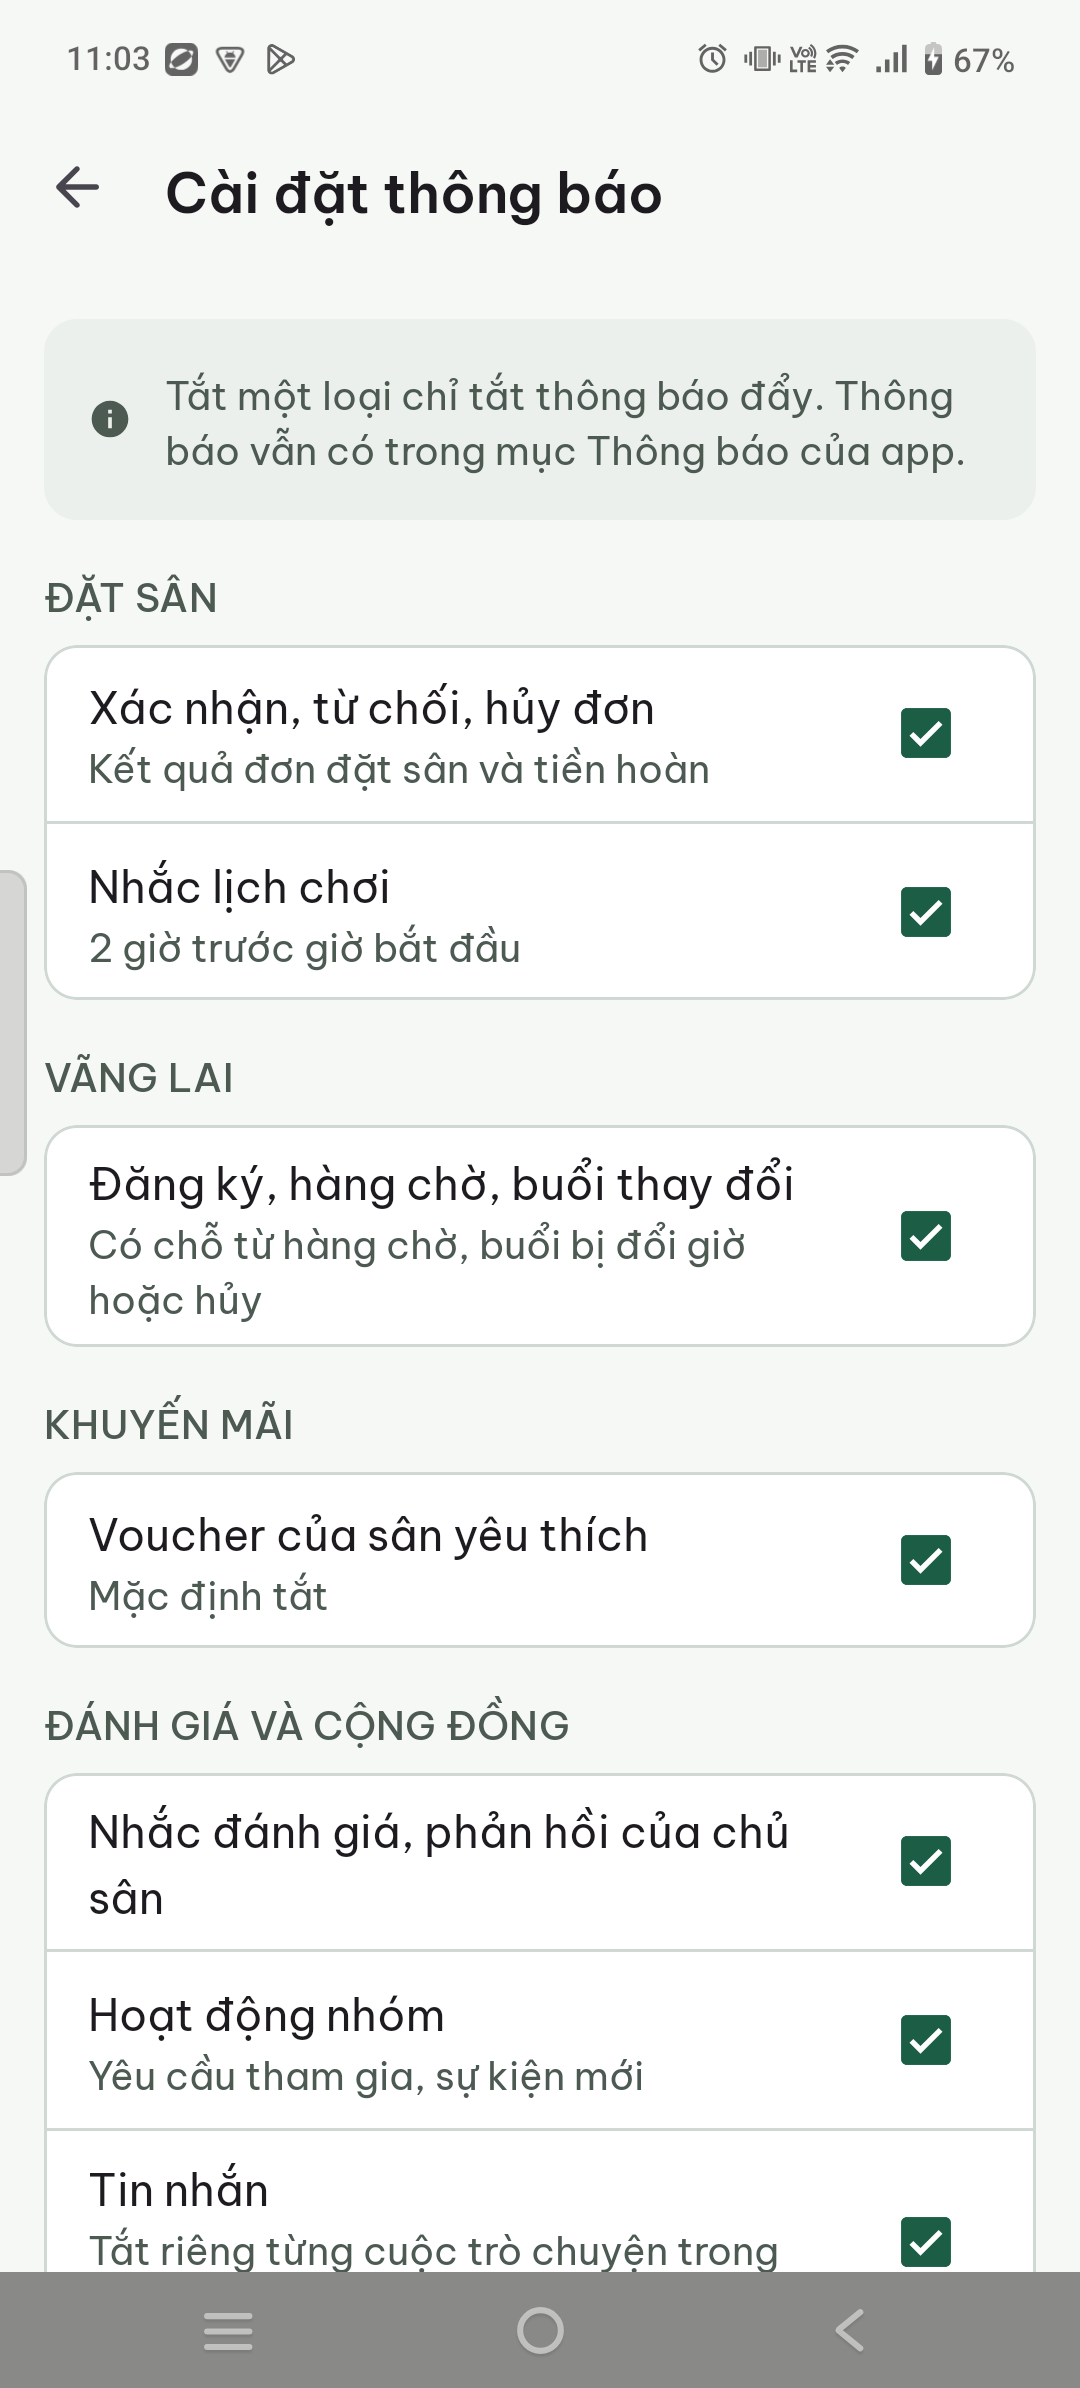 11:03
VO LTE 67%
Cài đặt thông báo
Tắt một loại chỉ tắt thông báo đẩy. Thông
báo vẫn có trong mục Thông báo của app.
ĐẶT SÂN
Xác nhận, từ chối, hủy đơn
Kết quả đơn đặt sân và tiền hoàn
Nhắc lịch chơi
2 giờ trước giờ bắt đầu
VÃNG LAI
Đăng ký, hàng chờ, buổi thay đổi
Có chỗ từ hàng chờ, buổi bị đổi giờ
hoặc hủy
KHUYẾN MÃI
Voucher của sân yêu thích
Mặc định tắt
ĐÁNH GIÁ VÀ CỘNG ĐỒNG
Nhắc đánh giá, phản hồi của chủ
sân
Hoạt động nhóm
Yêu cầu tham gia, sự kiện mới
Tin nhắn
Tắt riêng từng cuộc trò chuyện trong